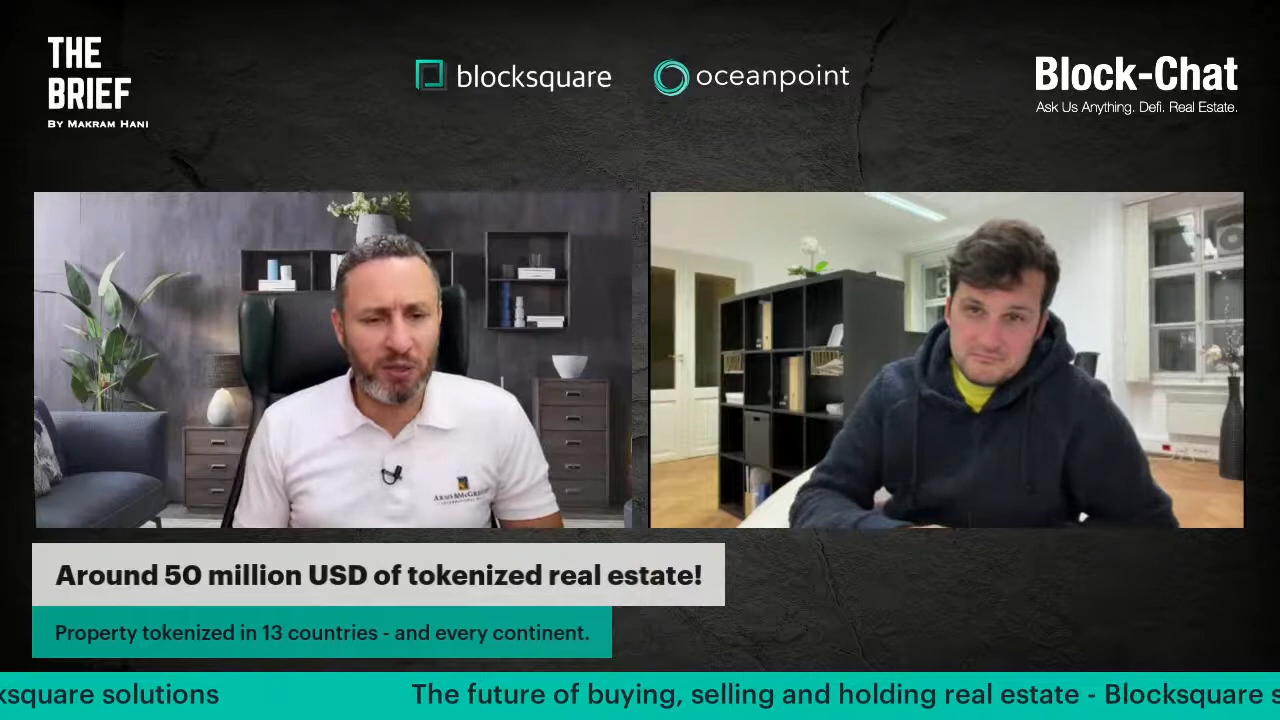 THE
BRIEF
BY MAKRAM HANI
blocksquare
oceanpoint
Block-Chat
Ask Us Anything. Defi. Real Estate.
Around 50 million USD of tokenized real estate!
Property tokenized in 13 countries - and every continent.
ksquare solutions
The future of buying, selling and holding real estate - Blocksquare s